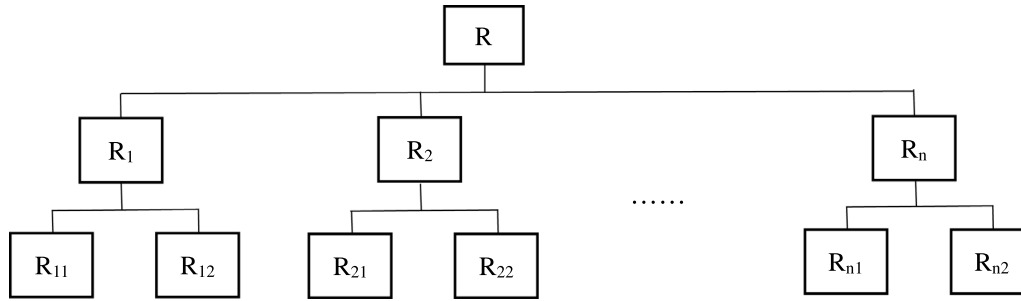 R
R₁ R₂ Rₙ
……
R₁₁ R₁₂ R₂₁ R₂₂ Rₙ₁ Rₙ₂